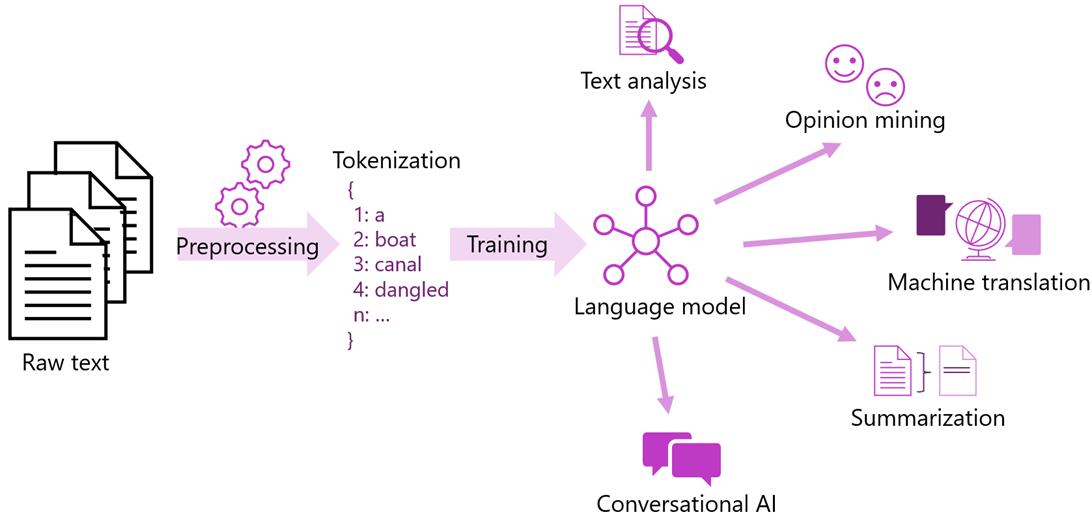 Text analysis
Opinion mining
Tokenization
{
1: a
2: boat
3: canal
4: dangled
n: ...
}
Preprocessing
Training
Machine translation
Language model
Raw text
Summarization
Conversational AI